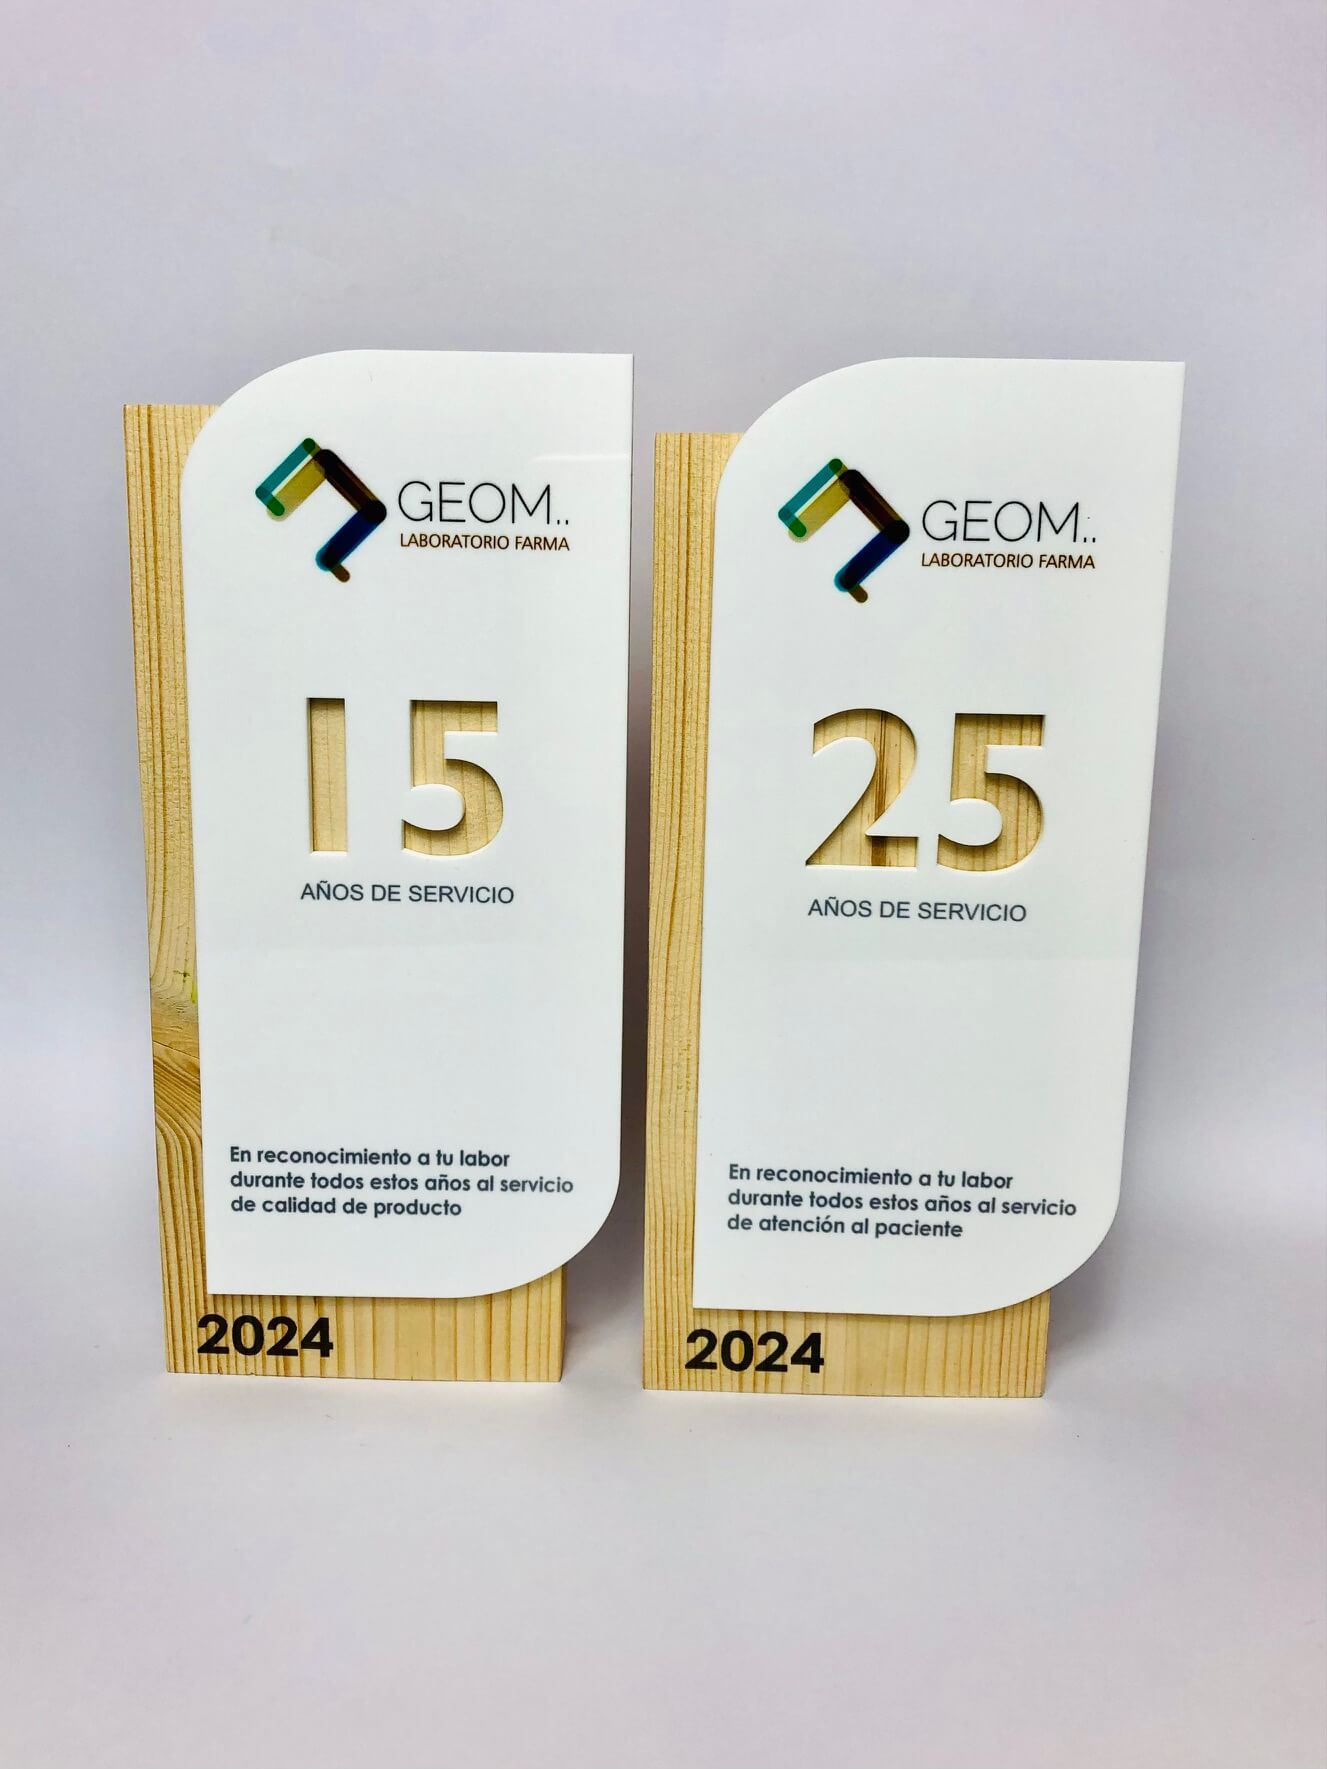 GEOM..
LABORATORIO FARMA
15
AÑOS DE SERVICIO
En reconocimiento a tu labor
durante todos estos años al servicio
de calidad de producto
2024
GEOM..
LABORATORIO FARMA
25
AÑOS DE SERVICIO
En reconocimiento a tu labor
durante todos estos años al servicio
de atención al paciente
2024